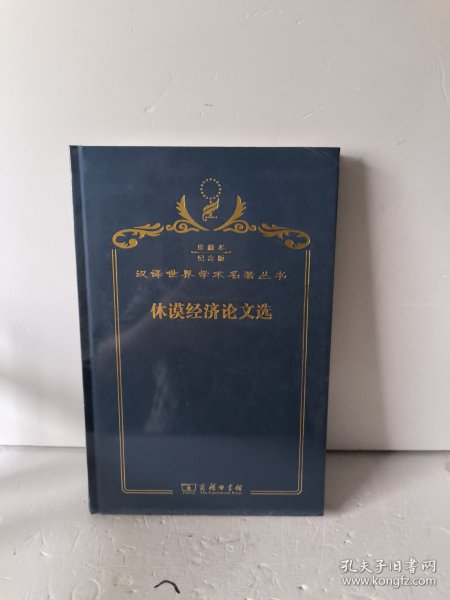 珍藏本
纪念版
汉译世界学术名著丛书
休谟经济论文选
商务印书馆
The Commercial Press
孔夫子旧书网
www.kongfz.com